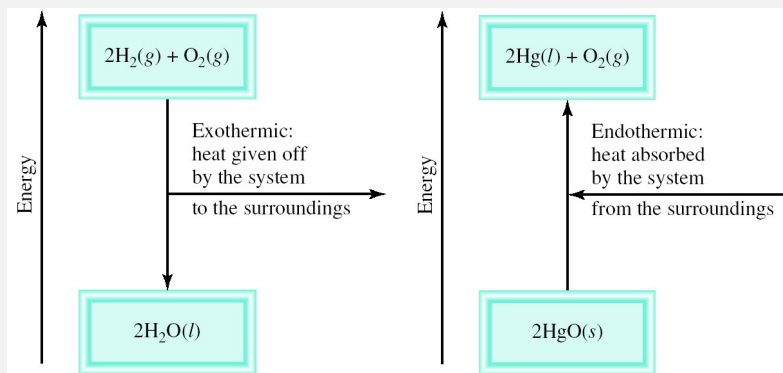 Energy
2H₂(g) + O₂(g)
Exothermic:
heat given off
by the system
to the surroundings
2H₂O(l)
Energy
2Hg(l) + O₂(g)
Endothermic:
heat absorbed
by the system
from the surroundings
2HgO(s)